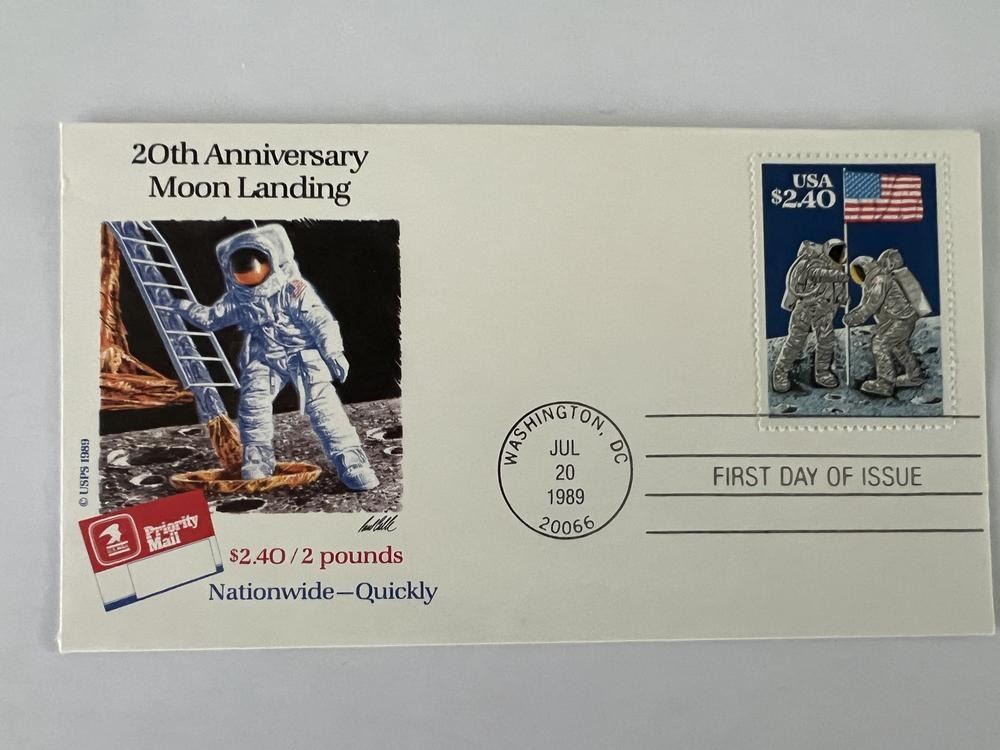 20th Anniversary
Moon Landing
USA
$2.40
© USPS 1989
Priority
Mail
$2.40 / 2 pounds
Nationwide—Quickly
WASHINGTON, DC
JUL
20
1989
20066
FIRST DAY OF ISSUE